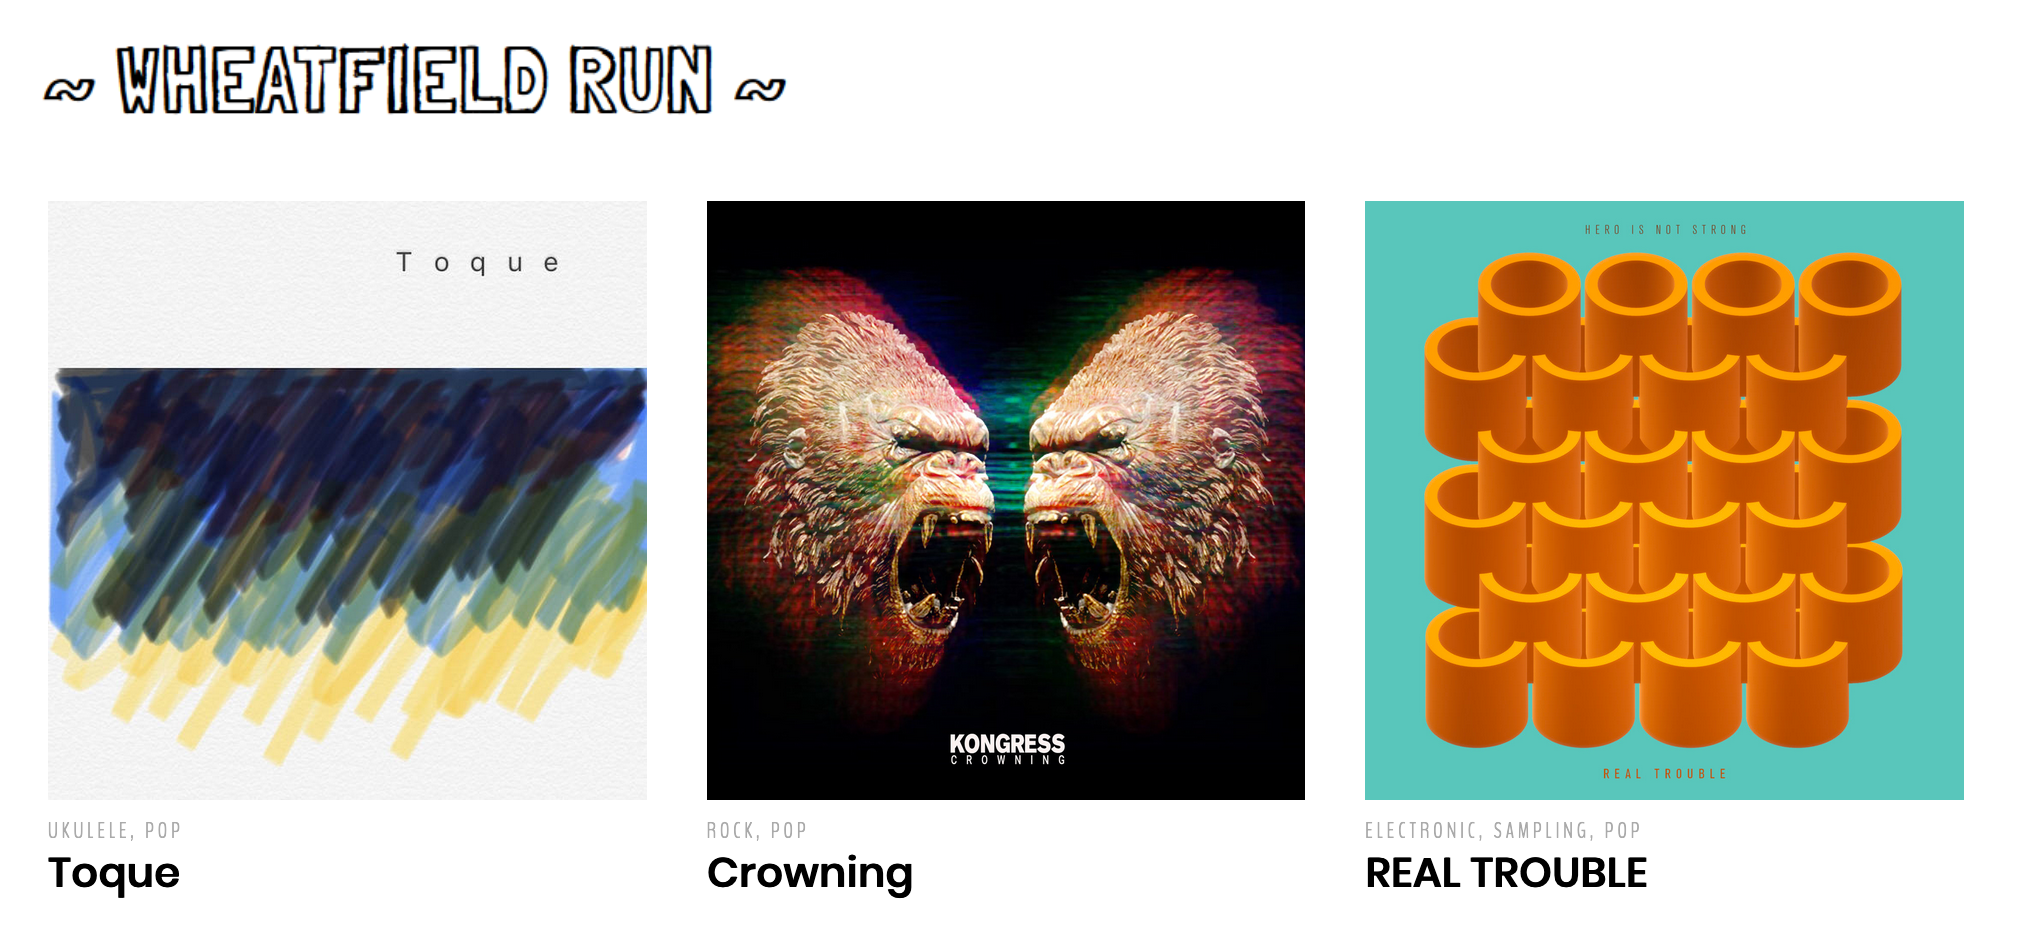 ~ WHEATFIELD RUN ~
Toque
HERO IS NOT STRONG
KONGRESS
CROWNING
REAL TROUBLE
UKULELE, POP
Toque
ROCK, POP
Crowning
ELECTRONIC, SAMPLING, POP
REAL TROUBLE